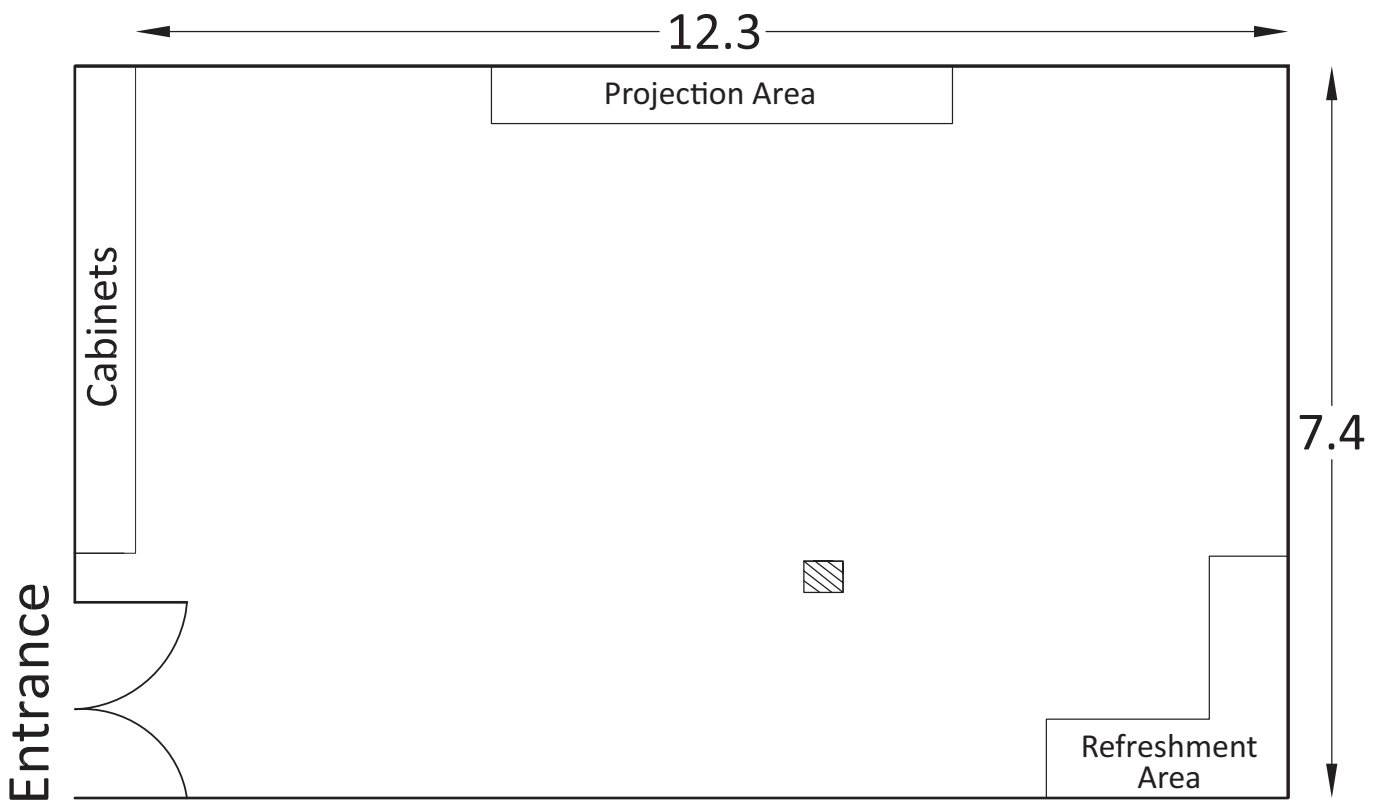 12.3
Projection Area
Cabinets
7.4
Entrance
Refreshment
Area